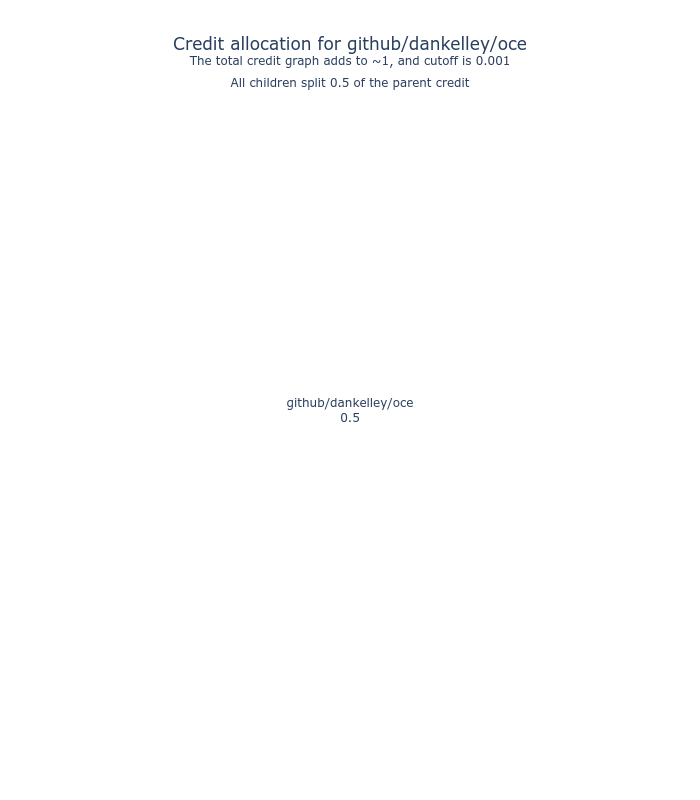 Credit allocation for github/dankelley/oce
The total credit graph adds to ~1, and cutoff is 0.001
All children split 0.5 of the parent credit
github/dankelley/oce
0.5